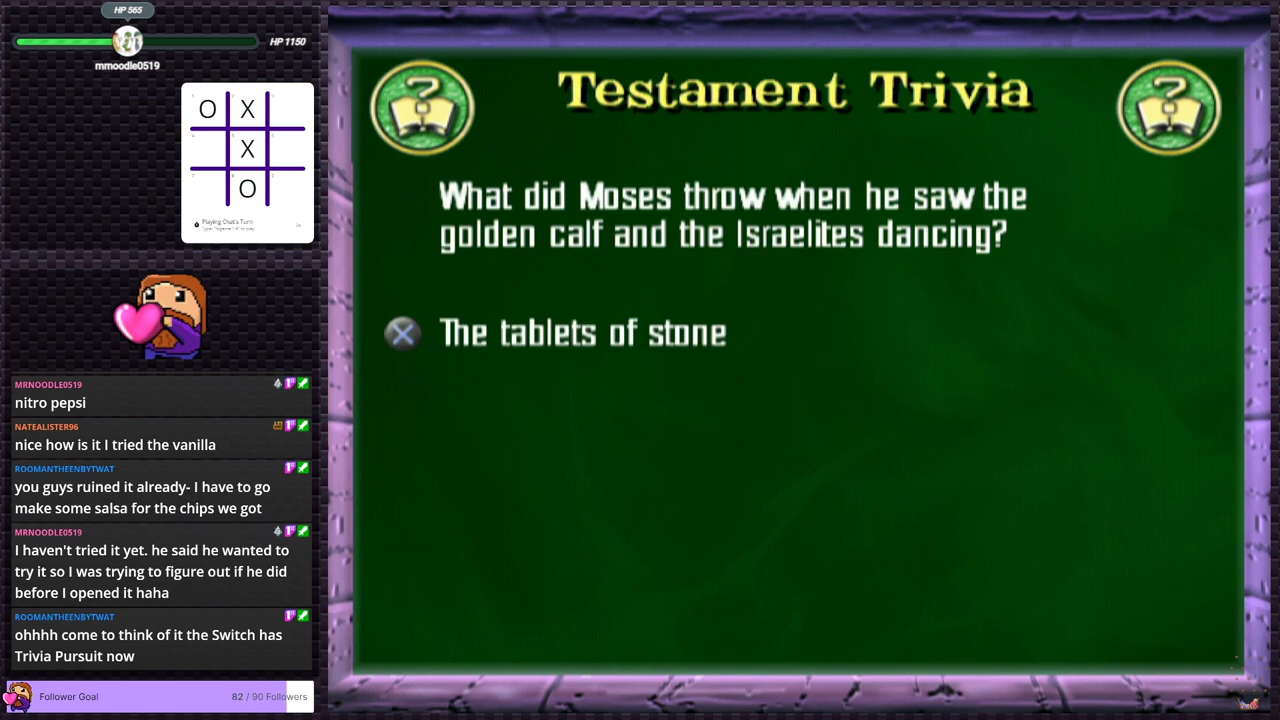 HP 565
HP 1150
mmoodle0519
O X
X
O
Playing Chat's Turn
Testament Trivia
What did Moses throw when he saw the
golden calf and the Israelites dancing?
The tablets of stone
MRNOODLE0519
nitro pepsi
NATEALISTER96
nice how is it I tried the vanilla
ROOMANTHEENBYTWAT
you guys ruined it already- I have to go
make some salsa for the chips we got
MRNOODLE0519
I haven't tried it yet. he said he wanted to
try it so I was trying to figure out if he did
before I opened it haha
ROOMANTHEENBYTWAT
ohhhh come to think of it the Switch has
Trivia Pursuit now
Follower Goal
82 / 90 Followers